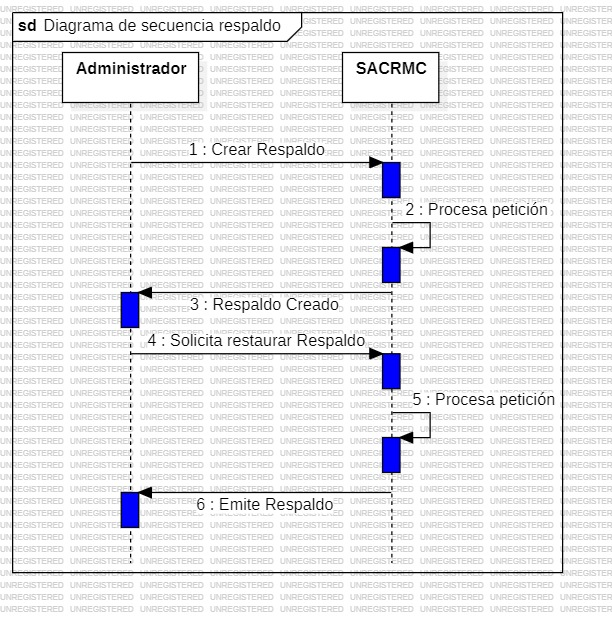 sd Diagrama de secuencia respaldo
Administrador
SACRMC
1 : Crear Respaldo
2 : Procesa petición
3 : Respaldo Creado
4 : Solicita restaurar Respaldo
5 : Procesa petición
6 : Emite Respaldo
UNREGISTERED